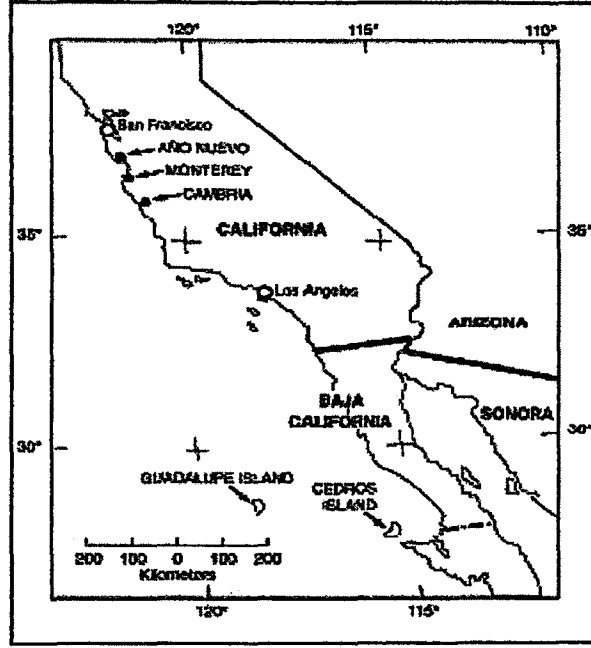 120° 115° 110°
San Francisco
AÑO NUEVO
MONTEREY
CAMBRIA
CALIFORNIA
35° 35°
Los Angeles
ARIZONA
BAJA
CALIFORNIA
SONORA
30° 30°
GUADALUPE ISLAND
CEDROS
ISLAND
200 100 0 100 200
Kilometres
120° 115°